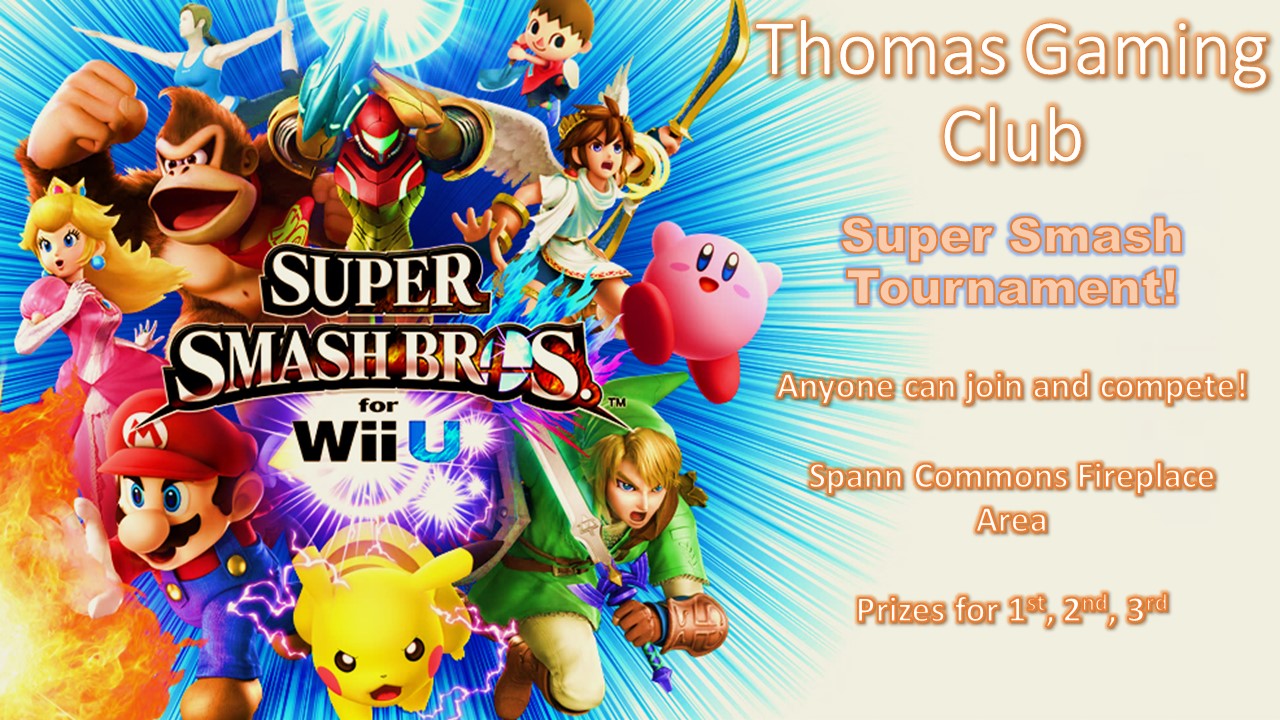 Thomas Gaming
Club
Super Smash
Tournament!
Anyone can join and compete!
Spann Commons Fireplace
Area
Prizes for 1st, 2nd, 3rd
SUPER
SMASH BROS.™
for
Wii U
M